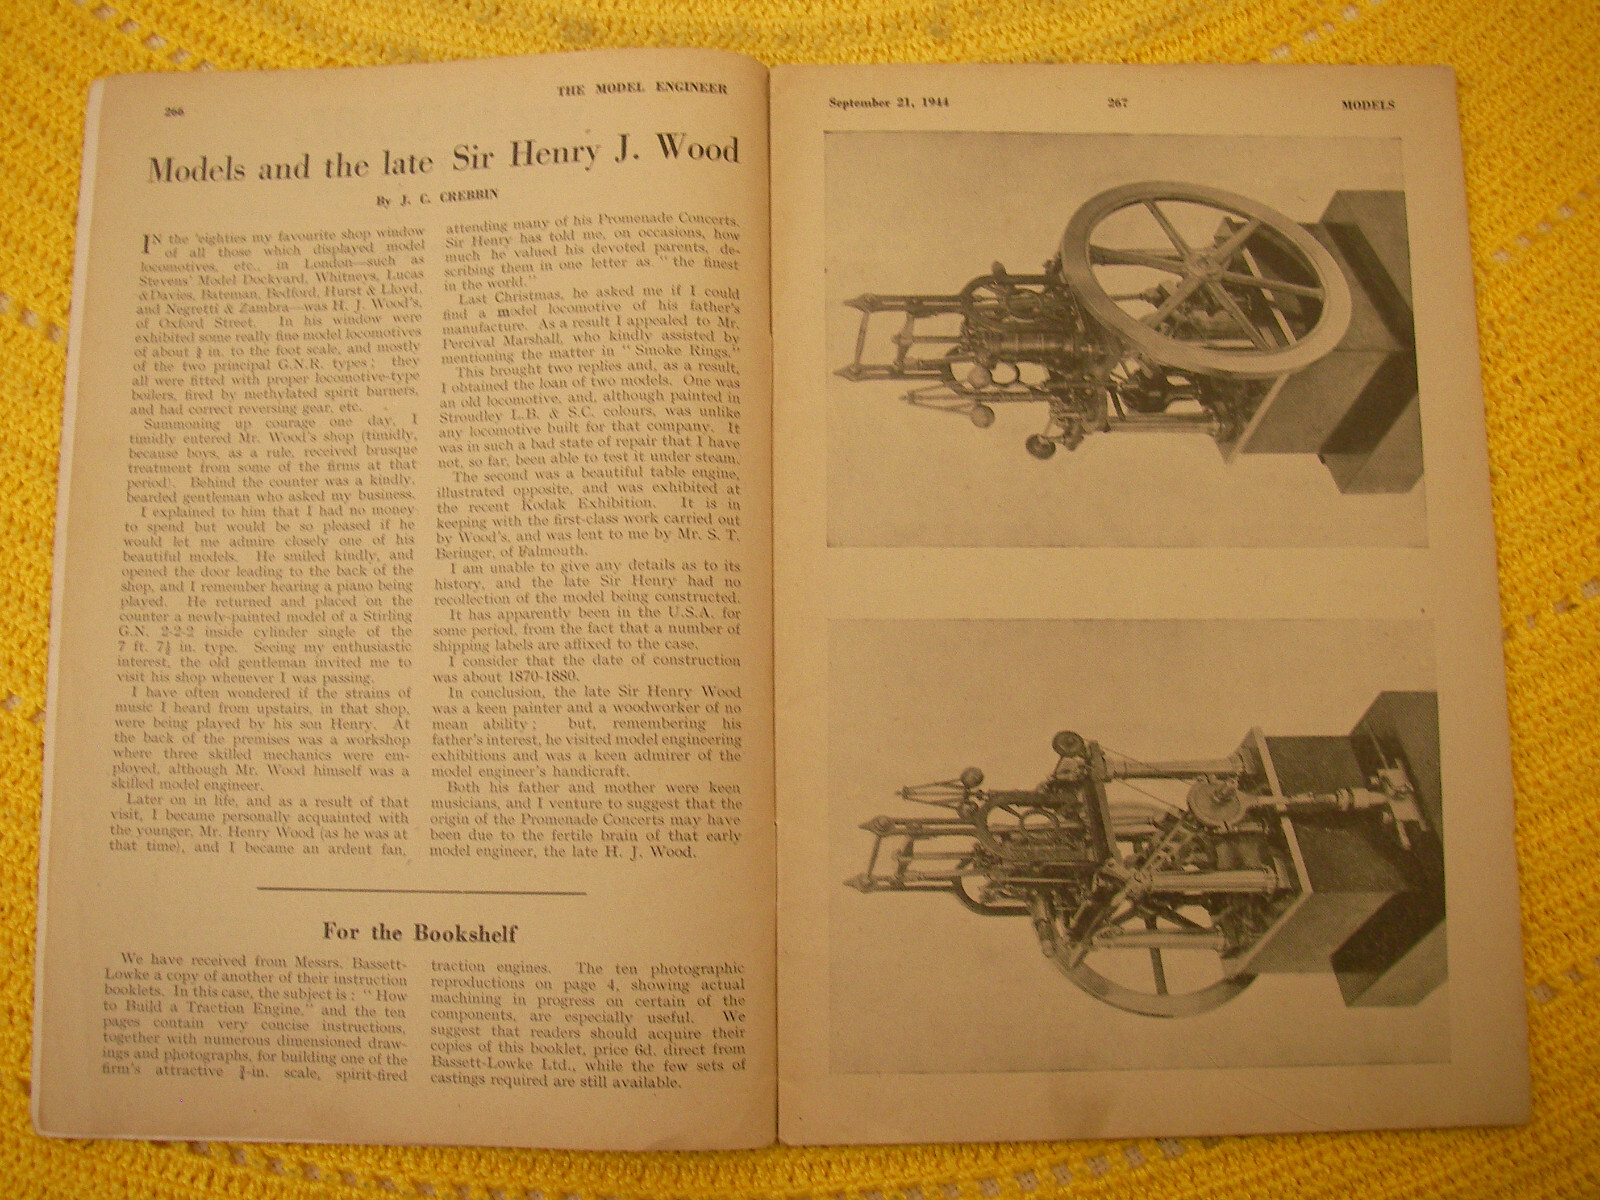 266
THE MODEL ENGINEER
Models and the late Sir Henry J. Wood
By J. C. CREBBIN
IN the 'eighties my favourite shop window
of all those which displayed model
locomotives, etc., in London—such as
Stevens' Model Dockyard, Whitneys, Lucas
& Davies, Bateman, Bedford, Hurst & Lloyd,
and Negretti & Zambra—was H. J. Wood's,
of Oxford Street. In his window were
exhibited some really fine model locomotives
of about in. to the foot scale, and mostly
of the two principal G.N.R. types; they
all were fitted with proper locomotive-type
boilers, fired by methylated spirit burners,
and had correct reversing gear, etc.
Summoning up courage one day, I
timidly entered Mr. Wood's shop (timidly,
because boys, as a rule, received brusque
treatment from some of the firms at that
period). Behind the counter was a kindly,
bearded gentleman who asked my business.
I explained to him that I had no money
to spend but would be so pleased if he
would let me admire closely one of his
beautiful models. He smiled kindly, and
opened the door leading to the back of the
shop, and I remember hearing a piano being
played. He returned and placed on the
counter a newly-painted model of a Stirling
G.N. 2-2-2 inside cylinder single of the
7 ft. 7½ in. type. Seeing my enthusiastic
interest, the old gentleman invited me to
visit his shop whenever I was passing.
I have often wondered if the strains of
music I heard from upstairs, in that shop,
were being played by his son Henry. At
the back of the premises was a workshop
where three skilled mechanics were em-
ployed, although Mr. Wood himself was a
skilled model engineer.
Later on in life, and as a result of that
visit, I became personally acquainted with
the younger, Mr. Henry Wood (as he was at
that time), and I became an ardent fan,
attending many of his Promenade Concerts.
Sir Henry has told me, on occasions, how
much he valued his devoted parents, de-
scribing them in one letter as "the finest
in the world."
Last Christmas, he asked me if I could
find a model locomotive of his father's
manufacture. As a result I appealed to Mr.
Percival Marshall, who kindly assisted by
mentioning the matter in "Smoke Rings."
This brought two replies and, as a result,
I obtained the loan of two models. One was
an old locomotive, and, although painted in
Stroudley L.B. & S.C. colours, was unlike
any locomotive built for that company. It
was in such a bad state of repair that I have
not, so far, been able to test it under steam.
The second was a beautiful table engine,
illustrated opposite, and was exhibited at
the recent Kodak Exhibition. It is in
keeping with the first-class work carried out
by Wood's, and was lent to me by Mr. S. T.
Beringer, of Falmouth.
I am unable to give any details as to its
history, and the late Sir Henry had no
recollection of the model being constructed.
It has apparently been in the U.S.A. for
some period, from the fact that a number of
shipping labels are affixed to the case.
I consider that the date of construction
was about 1870-1880.
In conclusion, the late Sir Henry Wood
was a keen painter and a woodworker of no
mean ability; but, remembering his
father's interest, he visited model engineering
exhibitions and was a keen admirer of the
model engineer's handicraft.
Both his father and mother were keen
musicians, and I venture to suggest that the
origin of the Promenade Concerts may have
been due to the fertile brain of that early
model engineer, the late H. J. Wood.
For the Bookshelf
We have received from Messrs. Bassett-
Lowke a copy of another of their instruction
booklets. In this case, the subject is: "How
to Build a Traction Engine," and the ten
pages contain very concise instructions,
together with numerous dimensioned draw-
ings and photographs, for building one of the
firm's attractive ¾-in. scale, spirit-fired
traction engines. The ten photographic
reproductions on page 4, showing actual
machining in progress on certain of the
components, are especially useful. We
suggest that readers should acquire their
copies of this booklet, price 6d. direct from
Bassett-Lowke Ltd., while the few sets of
castings required are still available.
September 21, 1944
267
MODELS